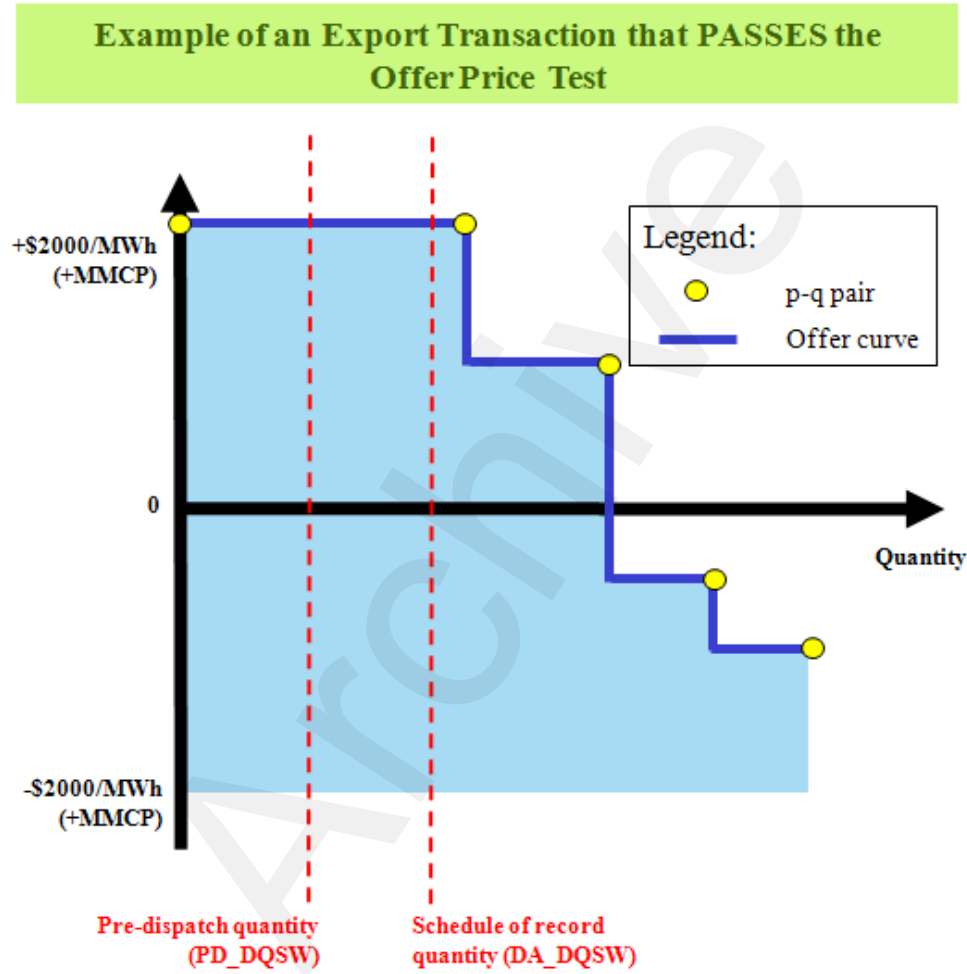 Example of an Export Transaction that PASSES the
Offer Price Test
+$2000/MWh
(+MMCP)
Legend:
p-q pair
Offer curve
0
Quantity
-$2000/MWh
(+MMCP)
Pre-dispatch quantity
(PD_DQSW)
Schedule of record
quantity (DA_DQSW)
Archive